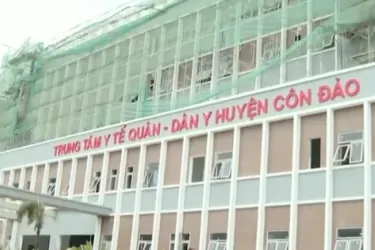 TRUNG TÂM Y TẾ QUÂN - DÂN Y HUYỆN CÔN ĐẢO